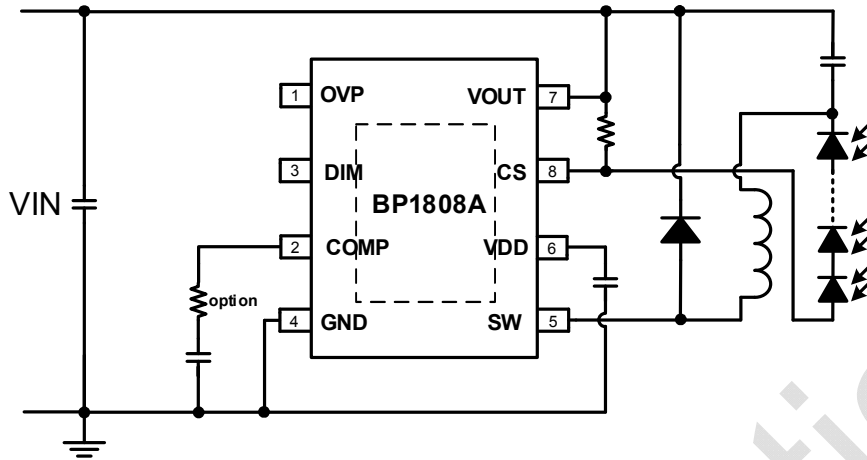 1 OVP VOUT 7
3 DIM CS 8
BP1808A
VIN
2 COMP VDD 6
option
4 GND SW 5